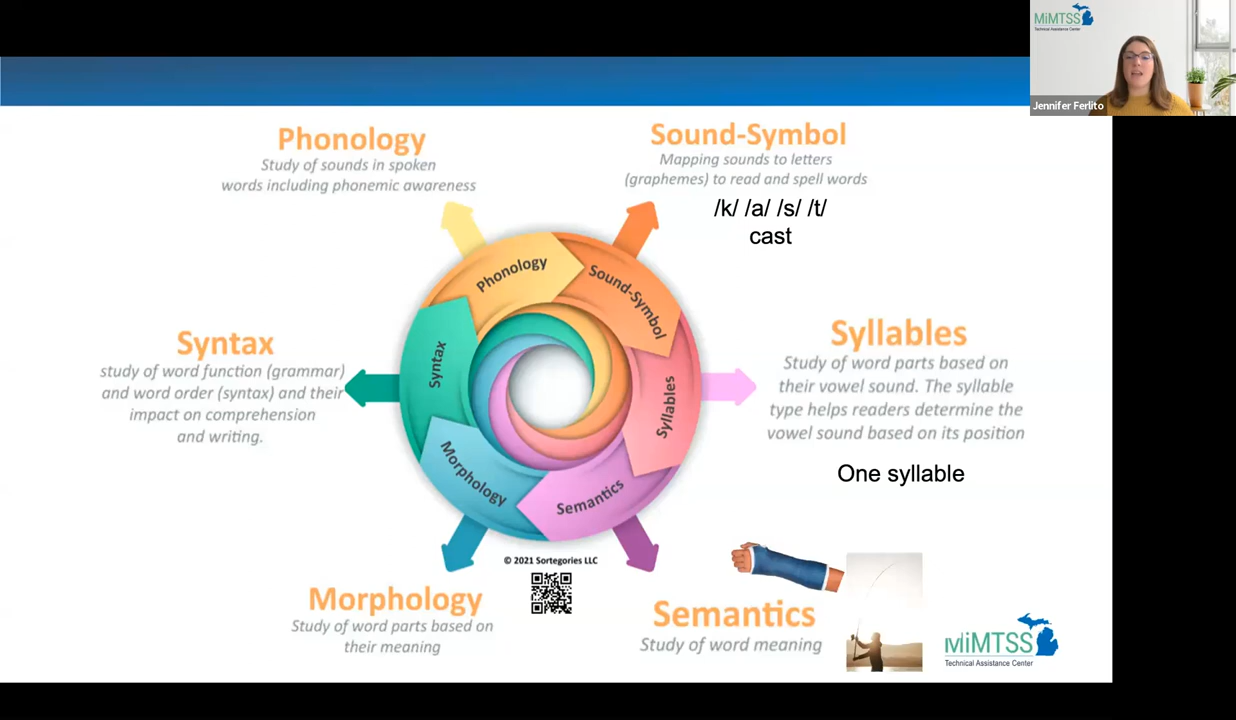 MiMTSS
Technical Assistance Center
Jennifer Ferlito
Phonology
Study of sounds in spoken
words including phonemic awareness
Sound-Symbol
Mapping sounds to letters
(graphemes) to read and spell words
/k/ /a/ /s/ /t/
cast
Phonology
Sound-Symbol
Syllables
Semantics
Morphology
Syntax
Syntax
study of word function (grammar)
and word order (syntax) and their
impact on comprehension
and writing.
Syllables
Study of word parts based on
their vowel sound. The syllable
type helps readers determine the
vowel sound based on its position
One syllable
© 2021 Sortegories LLC
Morphology
Study of word parts based on
their meaning
Semantics
Study of word meaning
MiMTSS
Technical Assistance Center